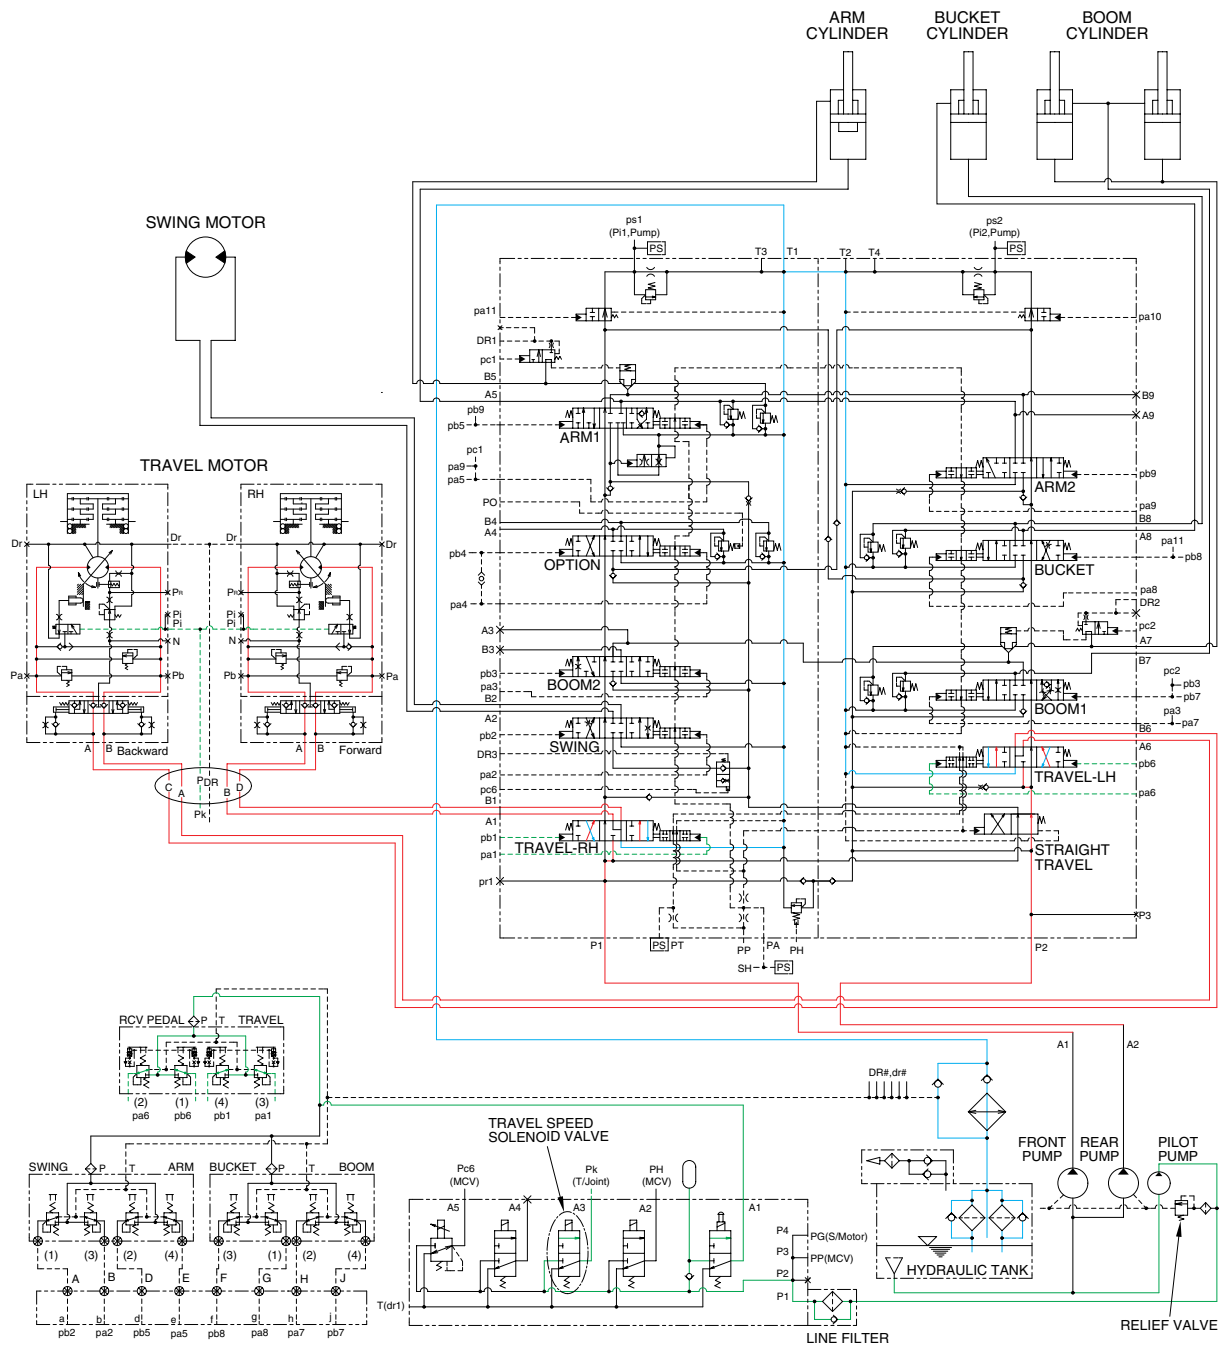 ARM
CYLINDER
BUCKET
CYLINDER
BOOM
CYLINDER
SWING MOTOR
ps1
(Pi1,Pump)
PS
ps2
(Pi2,Pump)
PS
T3
T1
T2
T4
pa11
pa10
DR1
pc1
B5
A5
B9
A9
pb9
pb5
ARM1
pc1
pa9
pa5
ARM2
pb9
pa9
PO
B4
A4
B8
A8
pa11
pb4
OPTION
BUCKET
pb8
pa4
pa8
DR2
pc2
A3
B3
A7
B7
pb3
pa3
B2
BOOM2
BOOM1
pc2
pb3
pb7
pa3
pa7
A2
pb2
SWING
B6
A6
DR3
pa2
pc6
TRAVEL-LH
pb6
pa6
B1
A1
pb1
TRAVEL-RH
pa1
STRAIGHT
TRAVEL
pr1
P3
P1
PS
PT
PP
PA
PH
P2
SH
PS
TRAVEL MOTOR
LH
RH
Dr
Dr
Dr
Dr
PR
PR
Pi
Pi
Pi
Pi
N
N
Pa
Pb
Pb
Pa
A
B
Backward
A
B
Forward
C
A
PDR
B
D
Pk
RCV PEDAL
P
T
TRAVEL
(2)
(1)
(4)
(3)
pa6
pb6
pb1
pa1
SWING
P
T
ARM
BUCKET
P
T
BOOM
(1)
(3)
(2)
(4)
(3)
(1)
(2)
(4)
A
B
D
E
F
G
H
J
a
b
d
e
f
g
h
j
pb2
pa2
pb5
pa5
pb8
pa8
pa7
pb7
TRAVEL SPEED
SOLENOID VALVE
Pc6
(MCV)
Pk
(T/Joint)
PH
(MCV)
A5
A4
A3
A2
A1
P4
PG(S/Motor)
P3
PP(MCV)
P2
P1
T(dr1)
LINE FILTER
DR#,dr#
A1
A2
FRONT
PUMP
REAR
PUMP
PILOT
PUMP
HYDRAULIC TANK
RELIEF VALVE